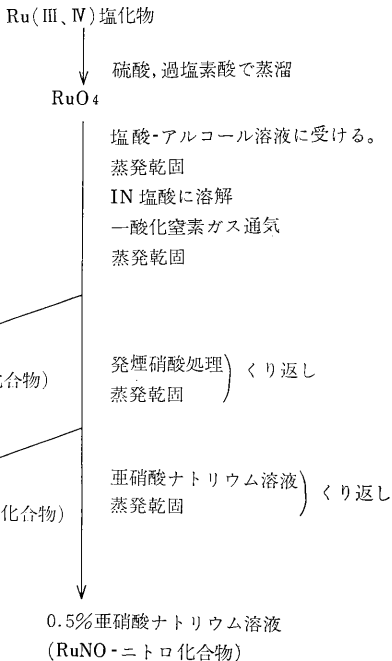 Ru(Ⅲ、Ⅳ)塩化物
硫酸,過塩素酸で蒸溜
RuO4
塩酸-アルコール溶液に受ける。
蒸発乾固
IN 塩酸に溶解
一酸化窒素ガス通気
蒸発乾固
発煙硝酸処理
蒸発乾固
くり返し
合物)
亜硝酸ナトリウム溶液
蒸発乾固
くり返し
化合物)
0.5%亜硝酸ナトリウム溶液
(RuNO-ニトロ化合物)